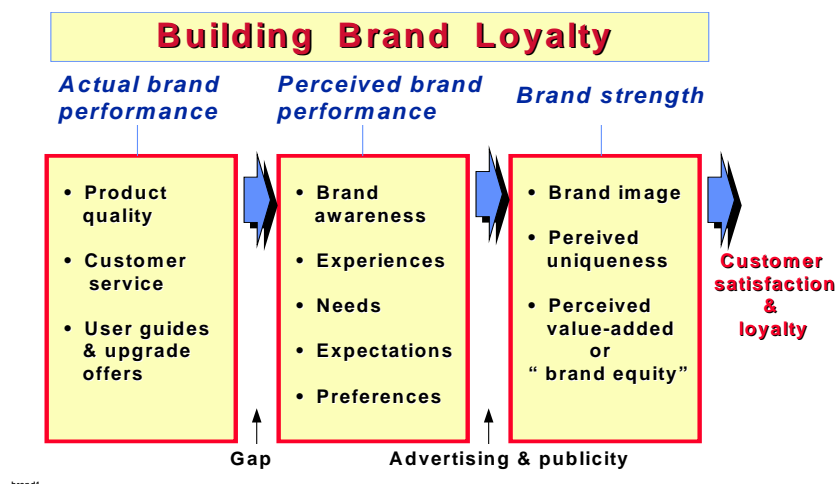 Building Brand Loyalty
Actual brand
performance
Perceived brand
performance
Brand strength
• Product
quality
• Customer
service
• User guides
& upgrade
offers
• Brand
awareness
• Experiences
• Needs
• Expectations
• Preferences
• Brand image
• Pereived
uniqueness
• Perceived
value-added
or
“ brand equity”
Customer
satisfaction
&
loyalty
Gap
Advertising & publicity